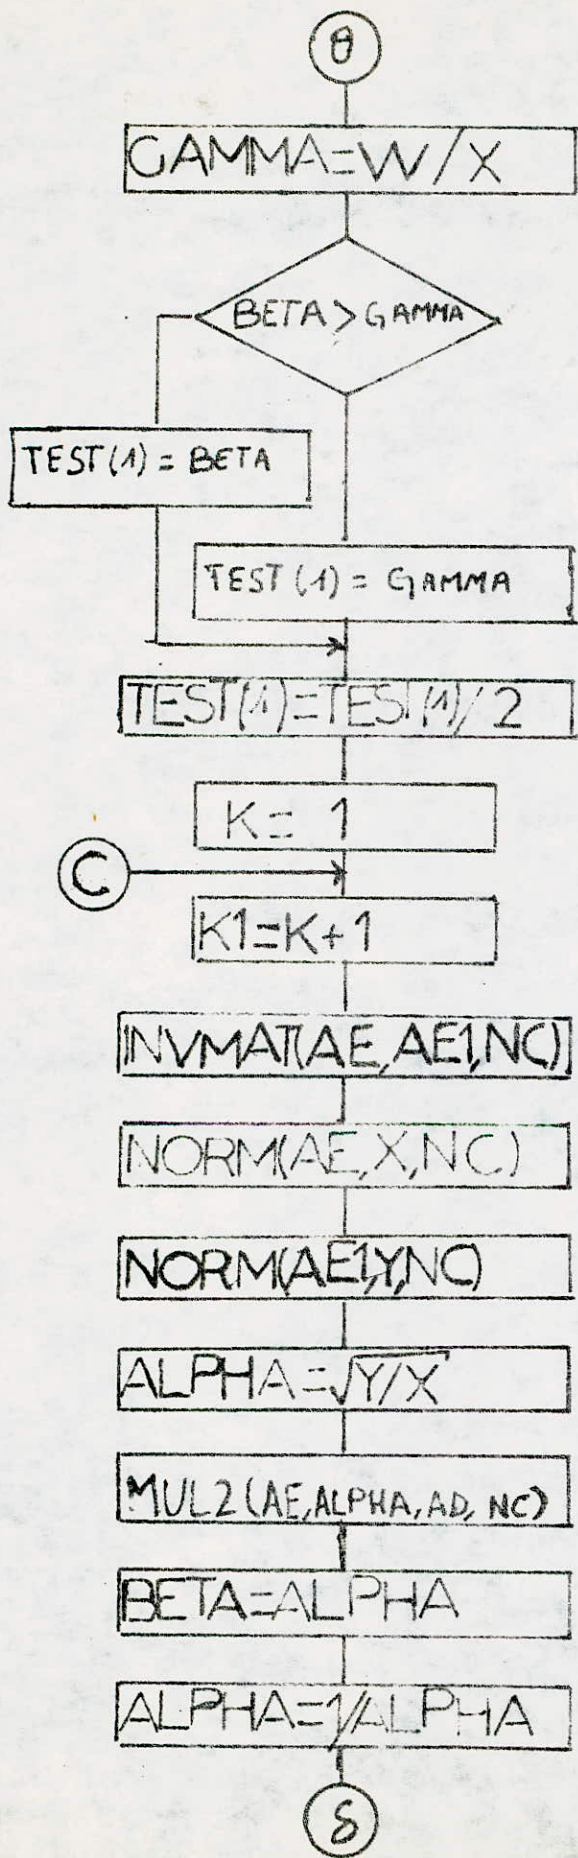 θ
GAMMA=W/X
BETA>GAMMA
TEST(1)=BETA
TEST(1)=GAMMA
TEST(1)=TEST(1)/2
K=1
C
K1=K+1
INVMAT(AE,AE1,NC)
NORM(AE,X,NC)
NORM(AE1,Y,NC)
ALPHA=√Y/X
MUL2(AE,ALPHA,AD,NC)
BETA=ALPHA
ALPHA=1/ALPHA
δ